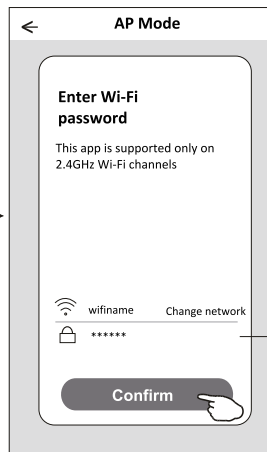 AP Mode
Enter Wi-Fi
password
This app is supported only on
2.4GHz Wi-Fi channels
wifiname Change network
******
Confirm